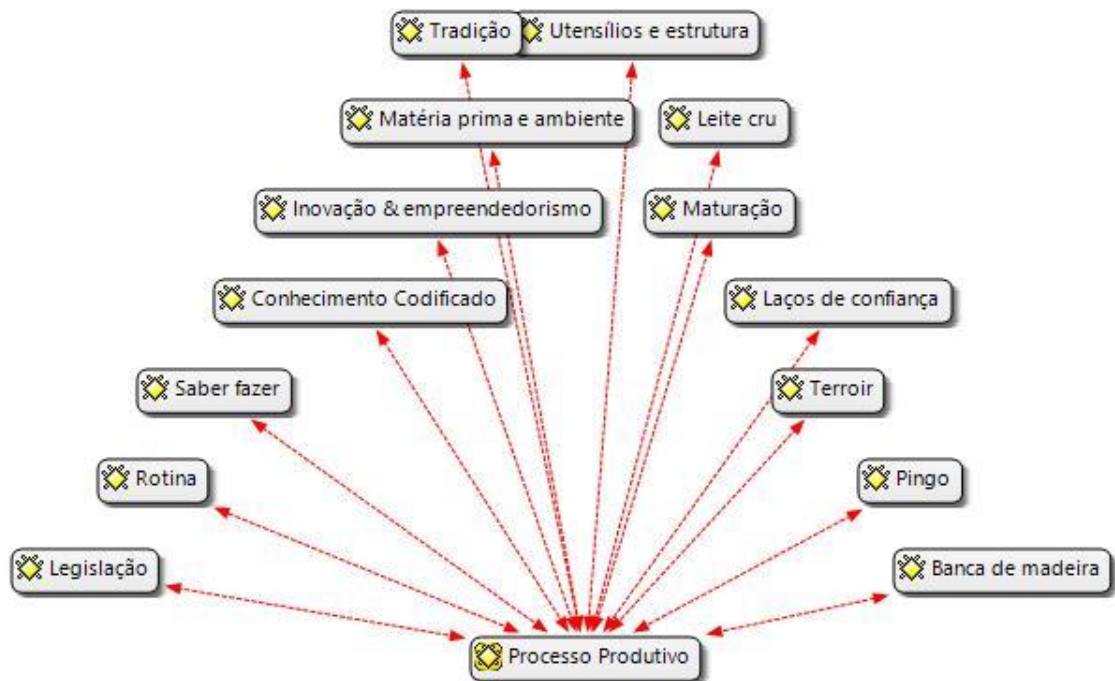 Tradição
Utensílios e estrutura
Matéria prima e ambiente
Leite cru
Inovação & empreendedorismo
Maturação
Conhecimento Codificado
Laços de confiança
Saber fazer
Terroir
Rotina
Pingo
Legislação
Banca de madeira
Processo Produtivo